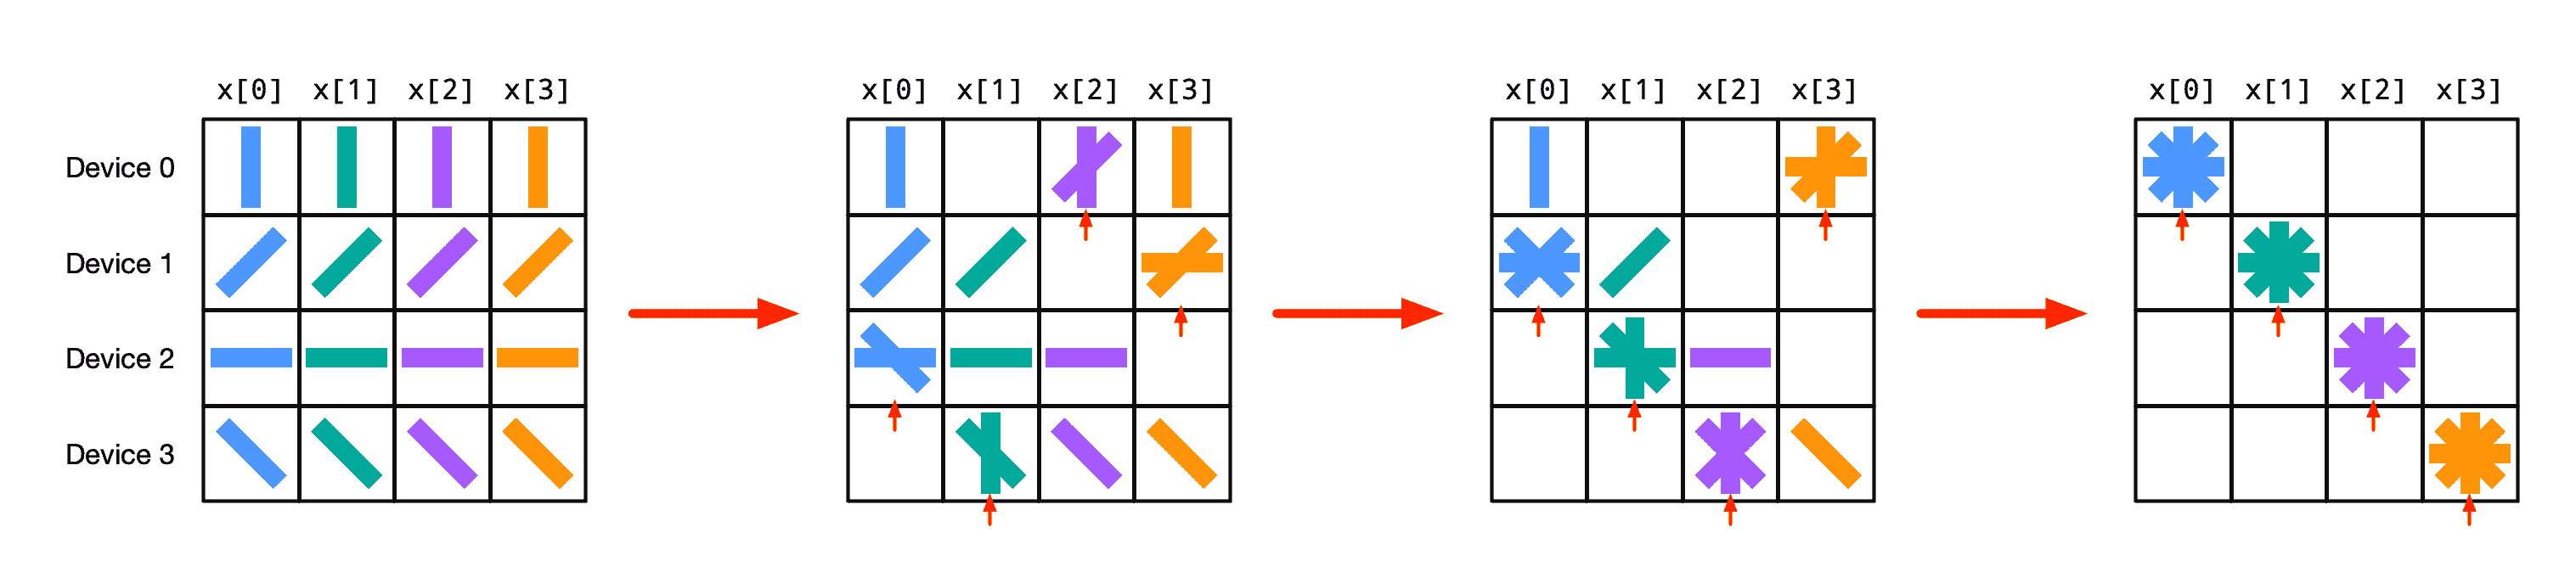 x[0] x[1] x[2] x[3] x[0] x[1] x[2] x[3] x[0] x[1] x[2] x[3] x[0] x[1] x[2] x[3]
Device 0
Device 1
Device 2
Device 3